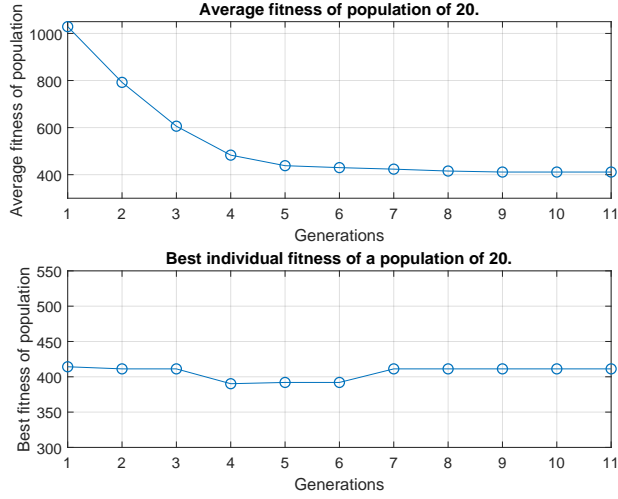 Average fitness of population of 20.
Average fitness of population
1000
800
600
400
1 2 3 4 5 6 7 8 9 10 11
Generations
Best individual fitness of a population of 20.
Best fitness of population
550
500
450
400
350
300
1 2 3 4 5 6 7 8 9 10 11
Generations